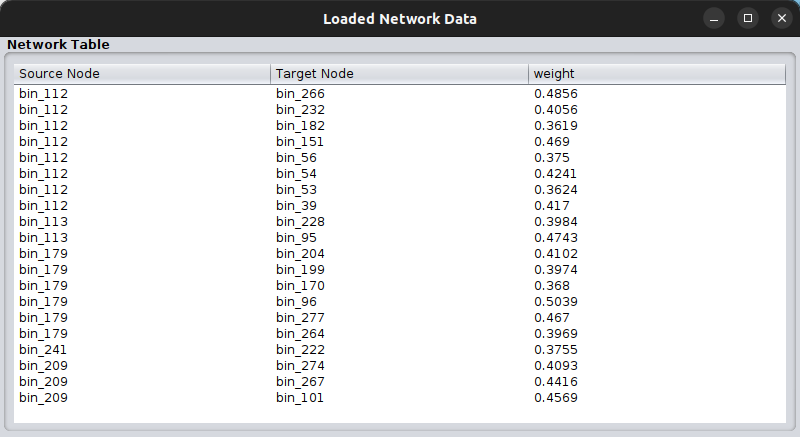 Loaded Network Data
Network Table
Source Node Target Node weight
bin_112 bin_266 0.4856
bin_112 bin_232 0.4056
bin_112 bin_182 0.3619
bin_112 bin_151 0.469
bin_112 bin_56 0.375
bin_112 bin_54 0.4241
bin_112 bin_53 0.3624
bin_112 bin_39 0.417
bin_113 bin_228 0.3984
bin_113 bin_95 0.4743
bin_179 bin_204 0.4102
bin_179 bin_199 0.3974
bin_179 bin_170 0.368
bin_179 bin_96 0.5039
bin_179 bin_277 0.467
bin_179 bin_264 0.3969
bin_241 bin_222 0.3755
bin_209 bin_274 0.4093
bin_209 bin_267 0.4416
bin_209 bin_101 0.4569